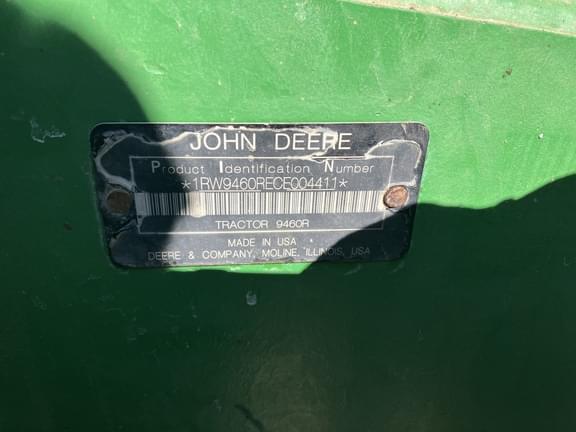 JOHN DEERE
Product Identification Number
*1RW9460RECE004411*
TRACTOR 9460R
MADE IN USA
DEERE & COMPANY, MOLINE, ILLINOIS, USA